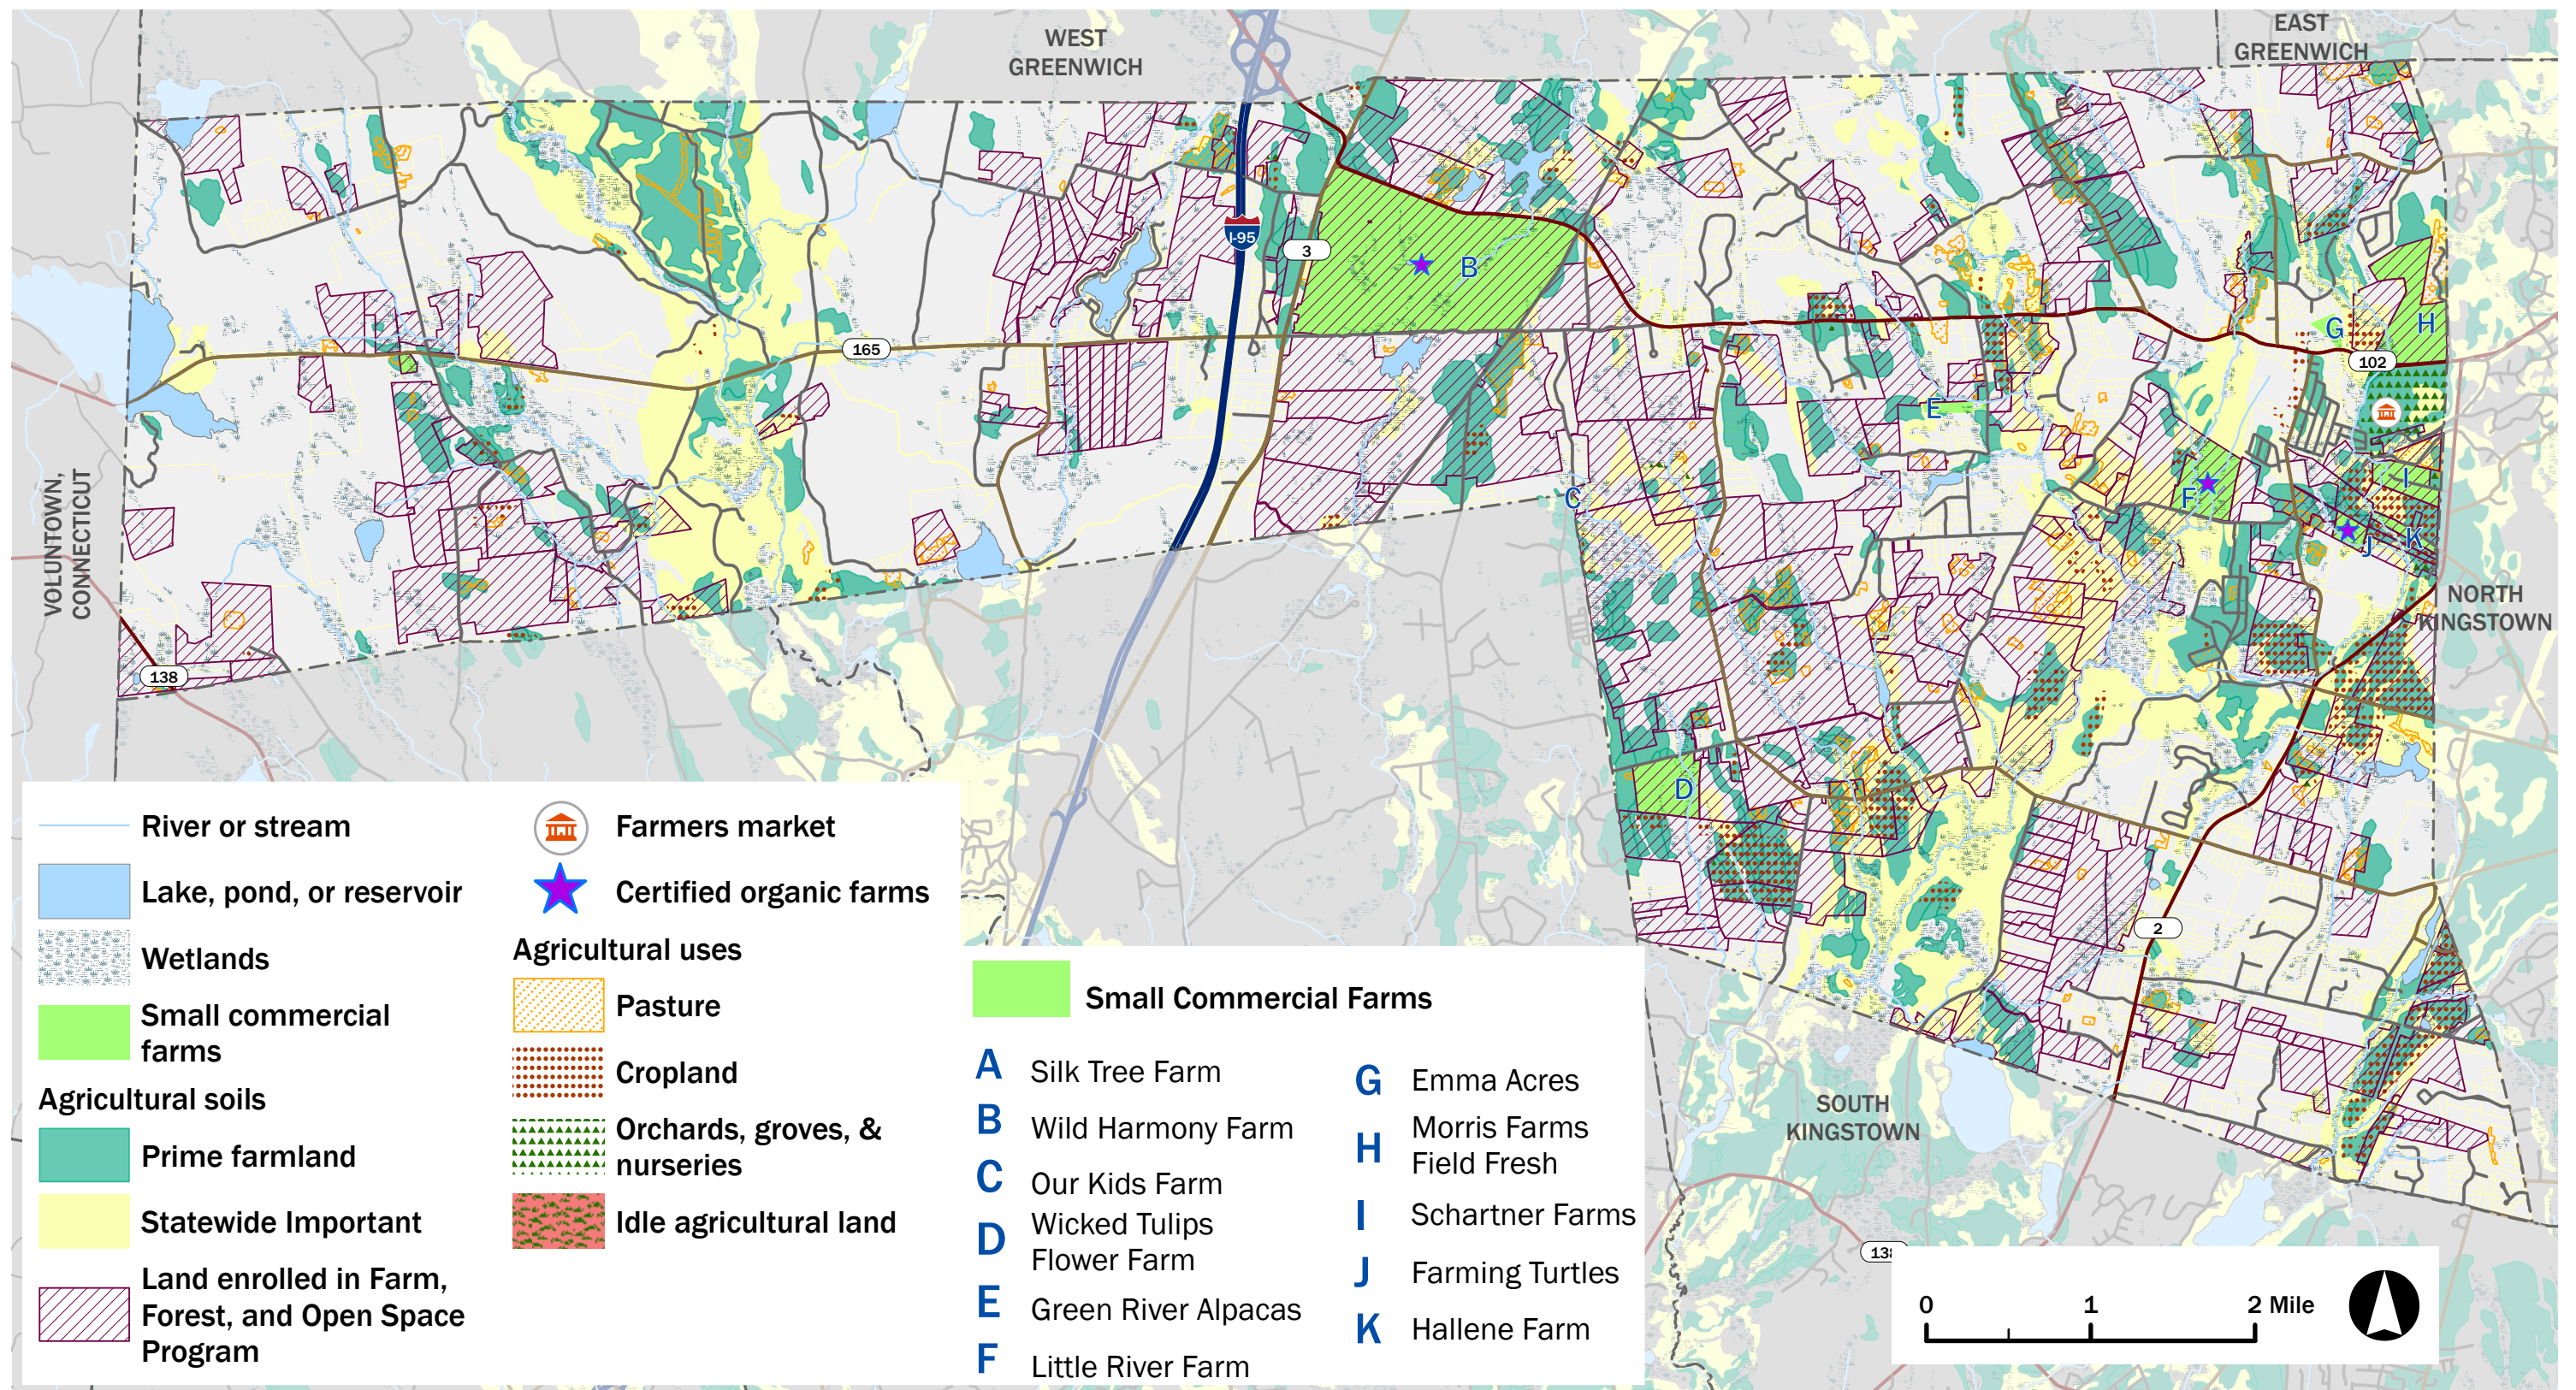 WEST
GREENWICH
EAST
GREENWICH
I-95
3
B
G
H
165
102
E
I
C
F
J
K
VOLUNTOWN,
CONNECTICUT
NORTH
KINGSTOWN
138
D
2
SOUTH
KINGSTOWN
138
River or stream
Lake, pond, or reservoir
Wetlands
Small commercial
farms
Agricultural soils
Prime farmland
Statewide Important
Land enrolled in Farm,
Forest, and Open Space
Program
Farmers market
Certified organic farms
Agricultural uses
Pasture
Cropland
Orchards, groves, &
nurseries
Idle agricultural land
Small Commercial Farms
A Silk Tree Farm
B Wild Harmony Farm
C Our Kids Farm
D Wicked Tulips
Flower Farm
E Green River Alpacas
F Little River Farm
G Emma Acres
H Morris Farms
Field Fresh
I Schartner Farms
J Farming Turtles
K Hallene Farm
0 1 2 Mile